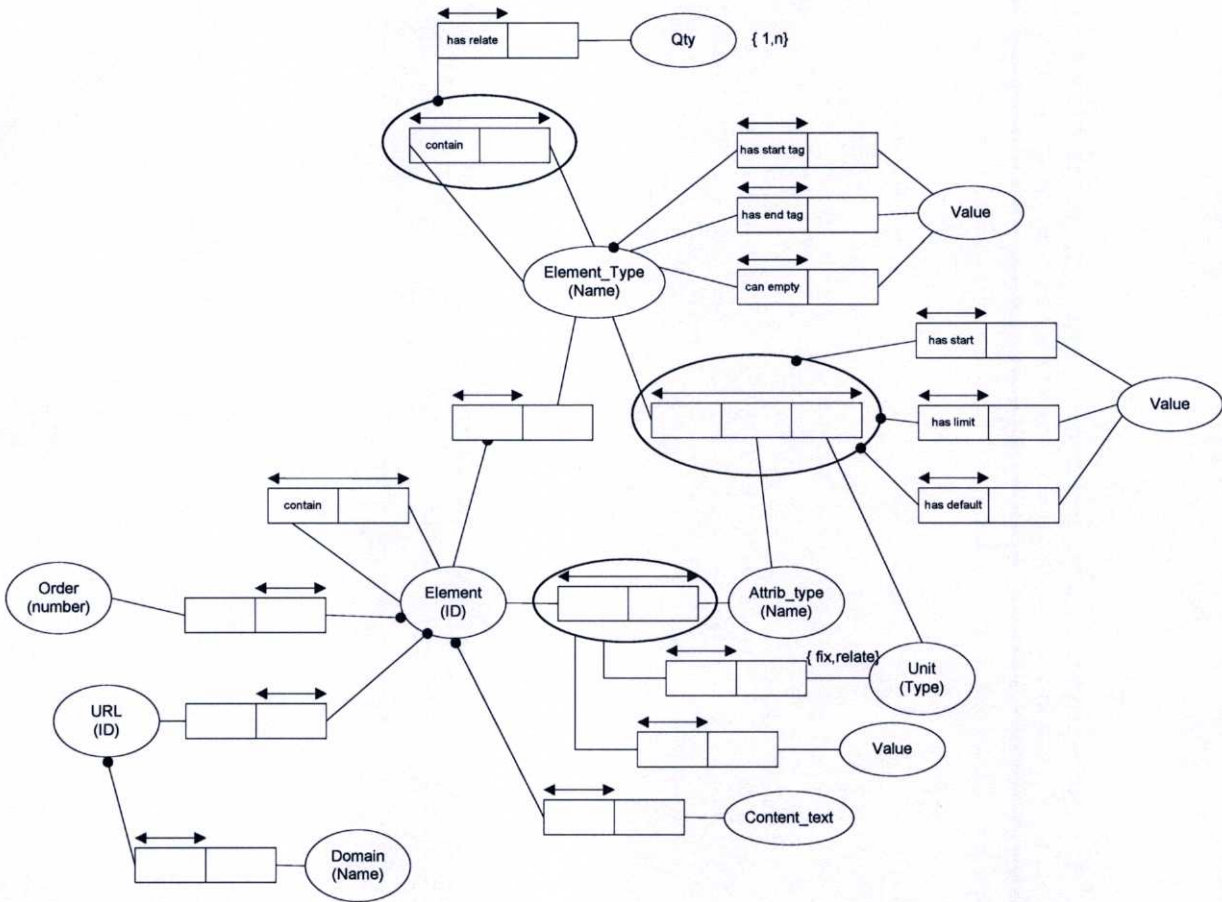 has relate
Qty
{ 1,n}
contain
has start tag
has end tag
can empty
Value
Element_Type
(Name)
has start
has limit
has default
Value
contain
Order
(number)
Element
(ID)
Attrib_type
(Name)
{ fix,relate}
Unit
(Type)
URL
(ID)
Value
Content_text
Domain
(Name)